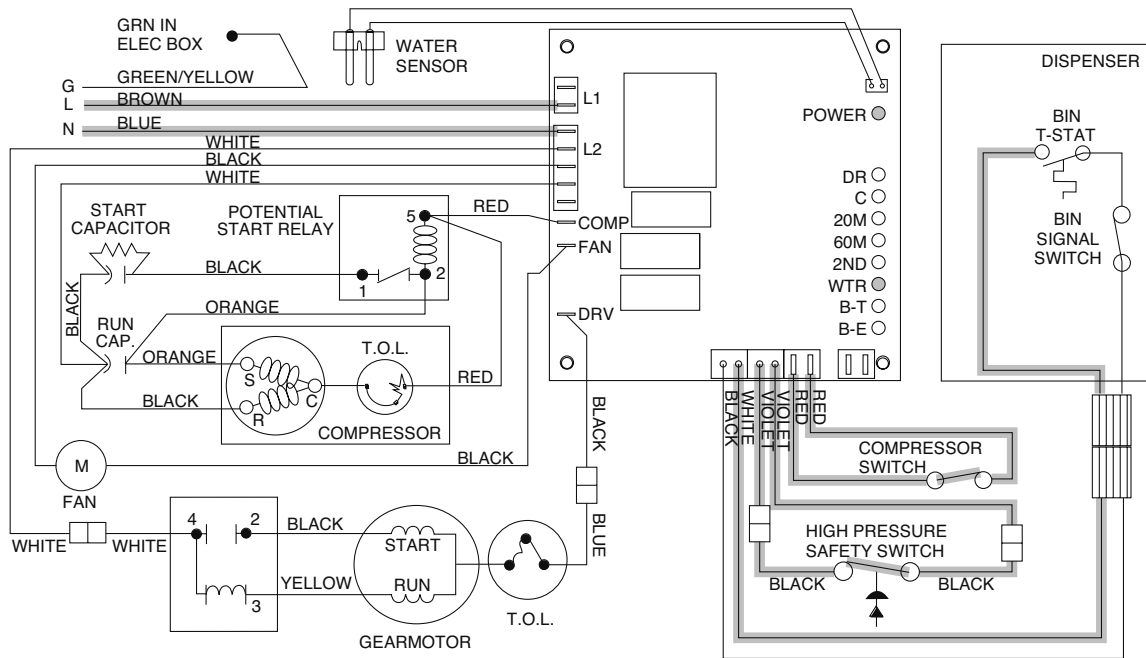 GRN IN
ELEC BOX
WATER
SENSOR
DISPENSER
G
GREEN/YELLOW
L
BROWN
L1
POWER
N
BLUE
WHITE
L2
BLACK
WHITE
BIN
T-STAT
DR
C
20M
60M
2ND
WTR
B-T
B-E
BIN
SIGNAL
SWITCH
START
CAPACITOR
POTENTIAL
START RELAY
5
RED
COMP
FAN
BLACK
1
2
DRV
BLACK
RUN
CAP.
ORANGE
ORANGE
T.O.L.
S
C
R
RED
BLACK
COMPRESSOR
BLACK
WHITE
VIOLET
VIOLET
RED
RED
COMPRESSOR
SWITCH
M
FAN
BLACK
BLACK
BLUE
4
2
BLACK
START
WHITE
WHITE
YELLOW
RUN
3
GEARMOTOR
T.O.L.
HIGH PRESSURE
SAFETY SWITCH
BLACK
BLACK